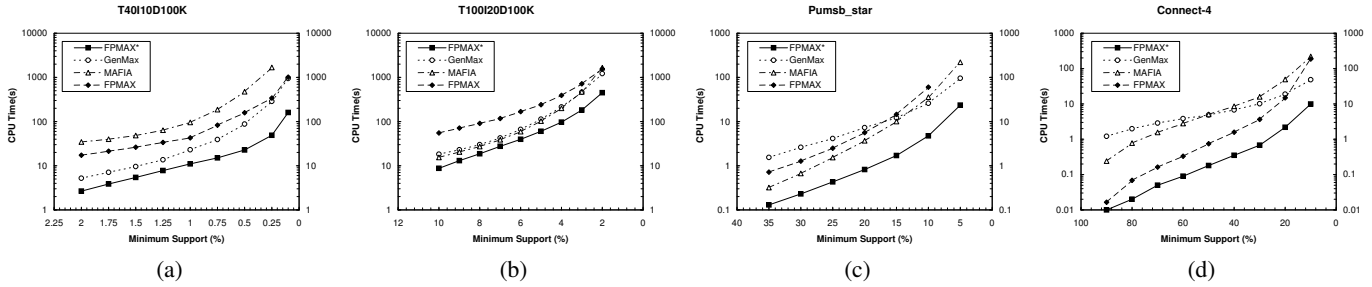 T40I10D100K
10000
1000
100
10
1
10000
1000
100
10
1
CPU Time(s)
FPMAX*
GenMax
MAFIA
FPMAX
2.25 2 1.75 1.5 1.25 1 0.75 0.5 0.25 0
Minimum Support (%)
(a)
T100I20D100K
10000
1000
100
10
1
10000
1000
100
10
1
CPU Time(s)
FPMAX*
GenMax
MAFIA
FPMAX
12 10 8 6 4 2 0
Minimum Support (%)
(b)
Pumsb_star
1000
100
10
1
0.1
1000
100
10
1
0.1
CPU Time(s)
FPMAX*
GenMax
MAFIA
FPMAX
40 35 30 25 20 15 10 5 0
Minimum Support (%)
(c)
Connect-4
1000
100
10
1
0.1
0.01
1000
100
10
1
0.1
0.01
CPU Time(s)
FPMAX*
GenMax
MAFIA
FPMAX
100 80 60 40 20 0
Minimum Support (%)
(d)